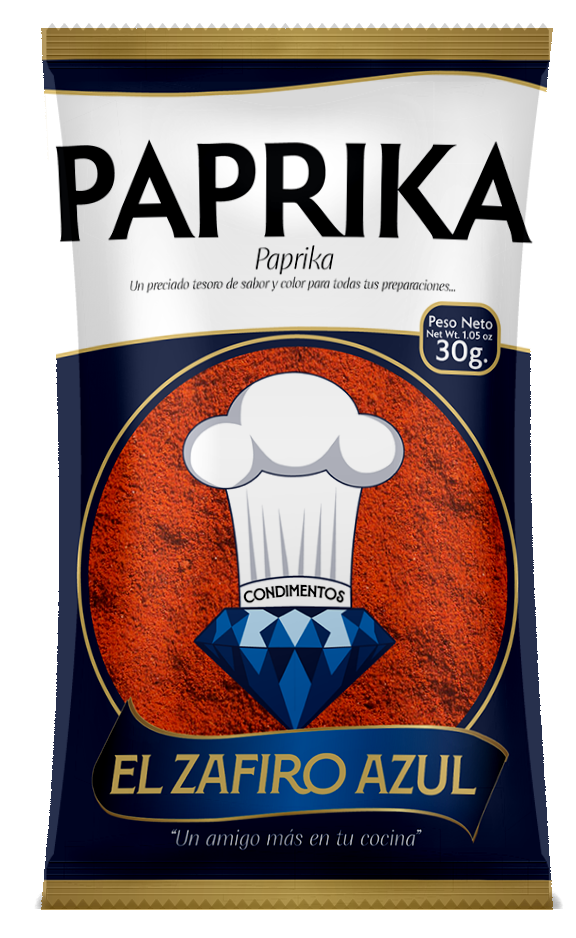 PAPRIKA
Paprika
Un preciado tesoro de sabor y color para todas tus preparaciones...
Peso Neto
Net Wt. 1.05 oz
30g.
CONDIMENTOS
EL ZAFIRO AZUL
"Un amigo más en tu cocina"